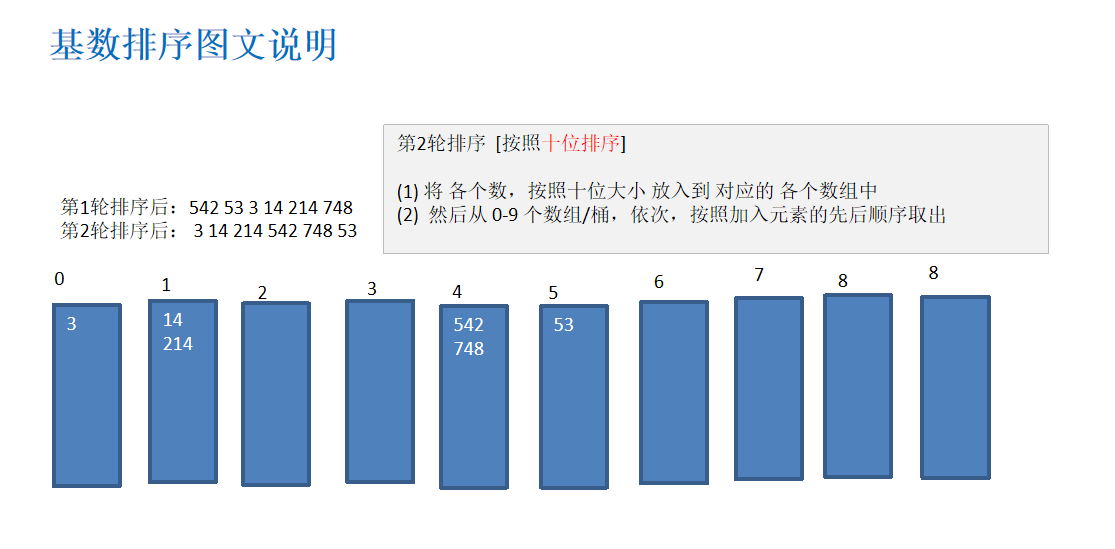 基数排序图文说明
第2轮排序 [按照十位排序]
(1) 将 各个数，按照十位大小 放入到 对应的 各个数组中
(2) 然后从 0-9 个数组/桶，依次，按照加入元素的先后顺序取出
第1轮排序后：542 53 3 14 214 748
第2轮排序后： 3 14 214 542 748 53
0 1 2 3 4 5 6 7 8 8
3 14 542 53
214 748